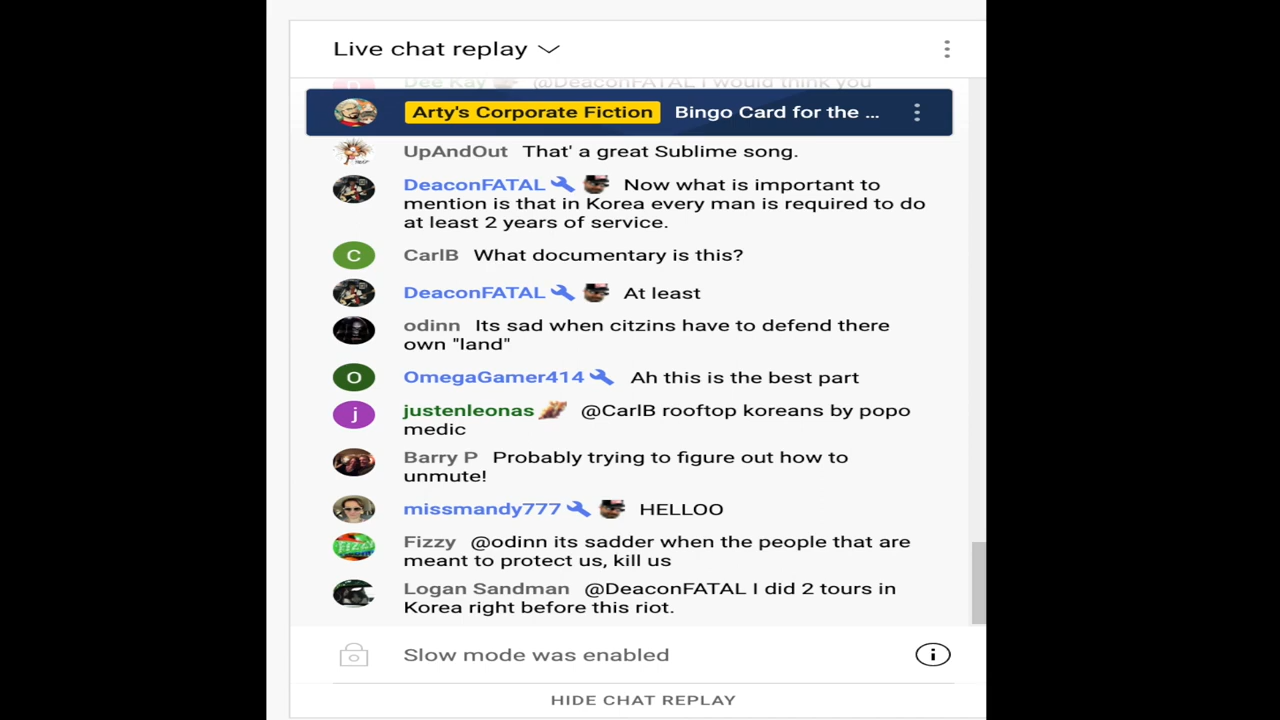 Live chat replay
Dee Kay @DeaconFATAL I would think you
Arty's Corporate Fiction Bingo Card for the ...
UpAndOut That' a great Sublime song.
DeaconFATAL Now what is important to
mention is that in Korea every man is required to do
at least 2 years of service.
C CarlB What documentary is this?
DeaconFATAL At least
odinn Its sad when citzins have to defend there
own "land"
O OmegaGamer414 Ah this is the best part
j justenleonas @CarlB rooftop koreans by popo
medic
Barry P Probably trying to figure out how to
unmute!
missmandy777 HELLOO
Fizzy @odinn its sadder when the people that are
meant to protect us, kill us
Logan Sandman @DeaconFATAL I did 2 tours in
Korea right before this riot.
Slow mode was enabled
HIDE CHAT REPLAY